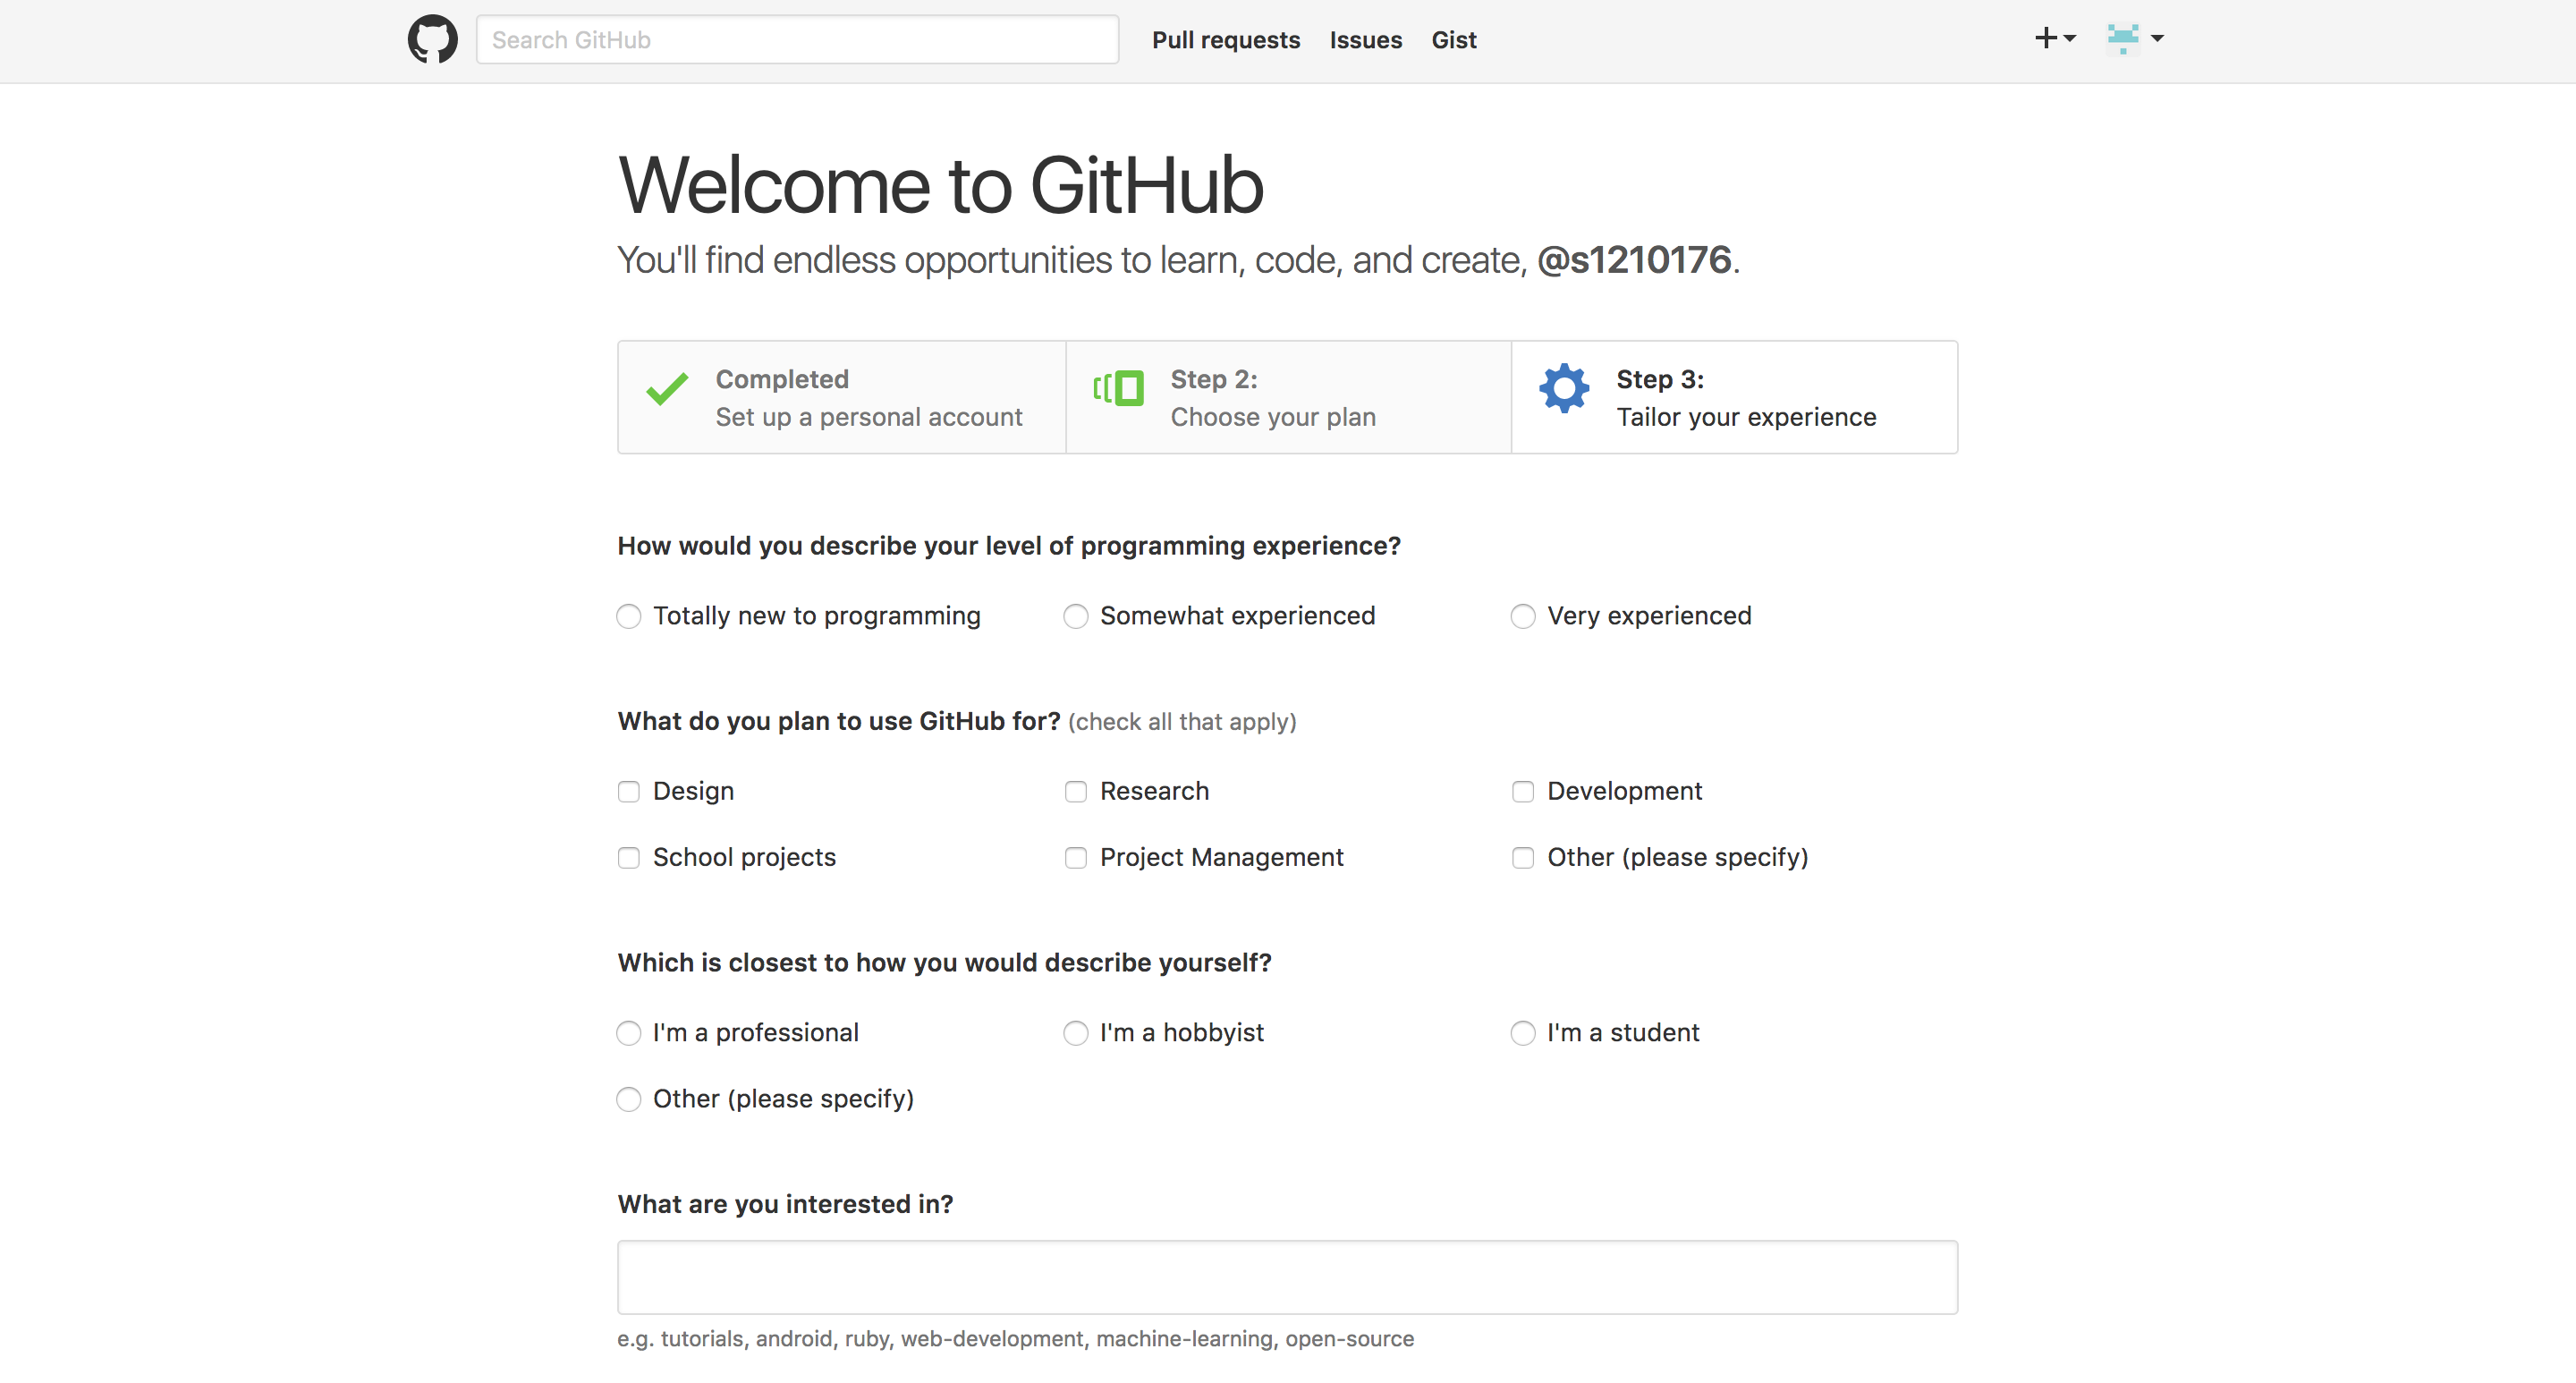 Search GitHub Pull requests Issues Gist
Welcome to GitHub
You'll find endless opportunities to learn, code, and create, @s1210176.
Completed
Set up a personal account
Step 2:
Choose your plan
Step 3:
Tailor your experience
How would you describe your level of programming experience?
Totally new to programming Somewhat experienced Very experienced
What do you plan to use GitHub for? (check all that apply)
Design Research Development
School projects Project Management Other (please specify)
Which is closest to how you would describe yourself?
I'm a professional I'm a hobbyist I'm a student
Other (please specify)
What are you interested in?
e.g. tutorials, android, ruby, web-development, machine-learning, open-source